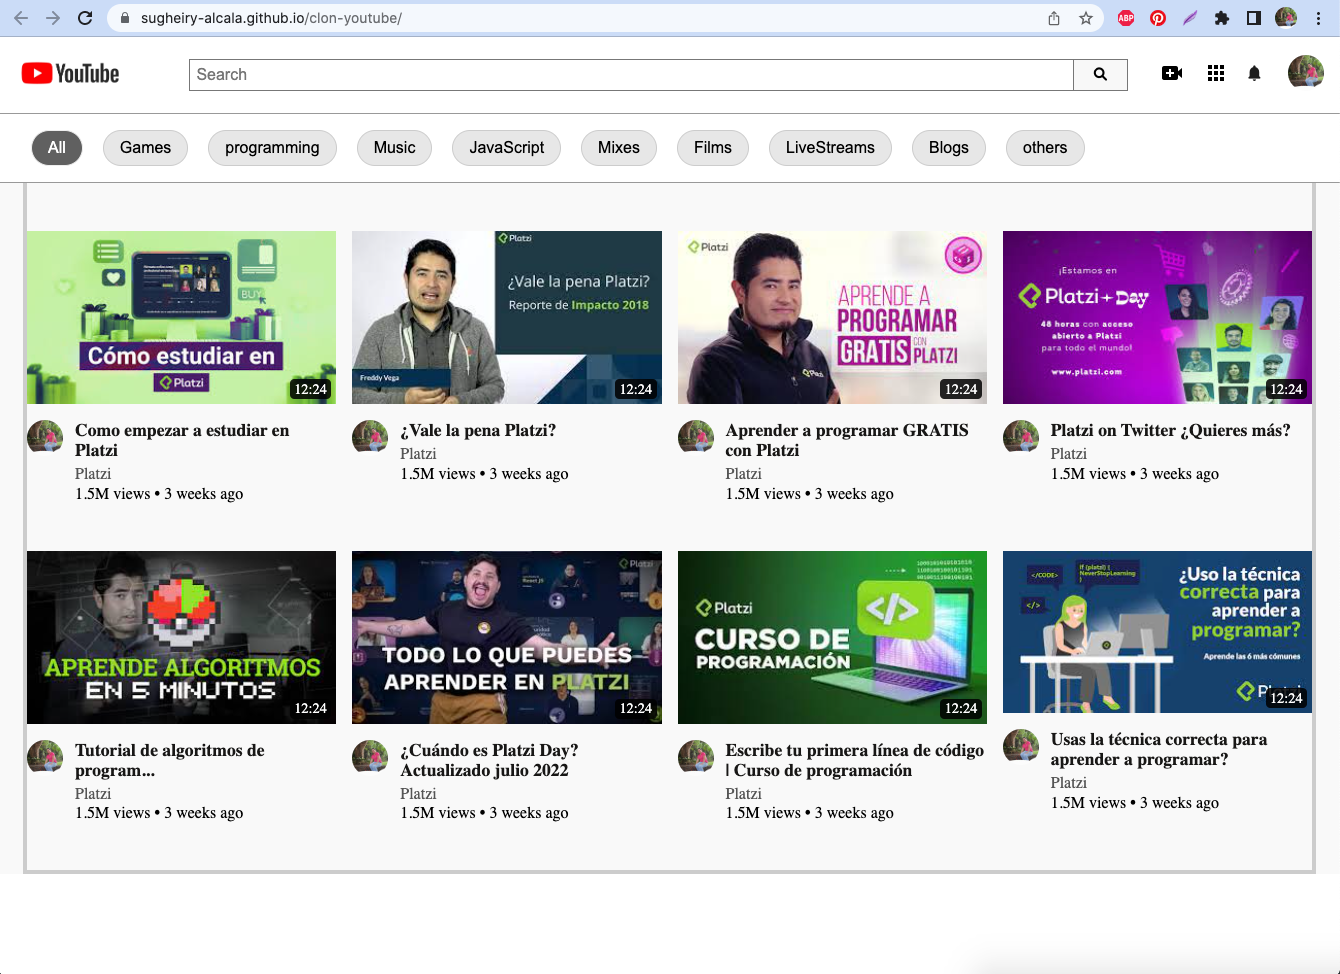 sugheiry-alcala.github.io/clon-youtube/
ABP
YouTube
Search
All
Games
programming
Music
JavaScript
Mixes
Films
LiveStreams
Blogs
others
BUY
Cómo estudiar en
Platzi
12:24
Platzi
¿Vale la pena Platzi?
Reporte de Impacto 2018
Freddy Vega
12:24
Platzi
APRENDE A
PROGRAMAR
GRATIS CON PLATZI
Platzi
12:24
¡Estamos en
Platzi+Day
48 horas con acceso
abierto a Platzi
para todo el mundo!
www.platzi.com
12:24
Como empezar a estudiar en
Platzi
Platzi
1.5M views • 3 weeks ago
¿Vale la pena Platzi?
Platzi
1.5M views • 3 weeks ago
Aprender a programar GRATIS
con Platzi
Platzi
1.5M views • 3 weeks ago
Platzi on Twitter ¿Quieres más?
Platzi
1.5M views • 3 weeks ago
APRENDE ALGORITMOS
EN 5 MINUTOS
12:24
Platzi
React JS
TODO LO QUE PUEDES
APRENDER EN PLATZI
12:24
Platzi
CURSO DE
PROGRAMACIÓN
</>
12:24
</CODE>
if (platzi) {
NeverStopLearning
}
</>
¿Uso la técnica
correcta para
aprender a
programar?
Aprende las 6 más cómunes
12:24
Tutorial de algoritmos de
program...
Platzi
1.5M views • 3 weeks ago
¿Cuándo es Platzi Day?
Actualizado julio 2022
Platzi
1.5M views • 3 weeks ago
Escribe tu primera línea de código
| Curso de programación
Platzi
1.5M views • 3 weeks ago
Usas la técnica correcta para
aprender a programar?
Platzi
1.5M views • 3 weeks ago